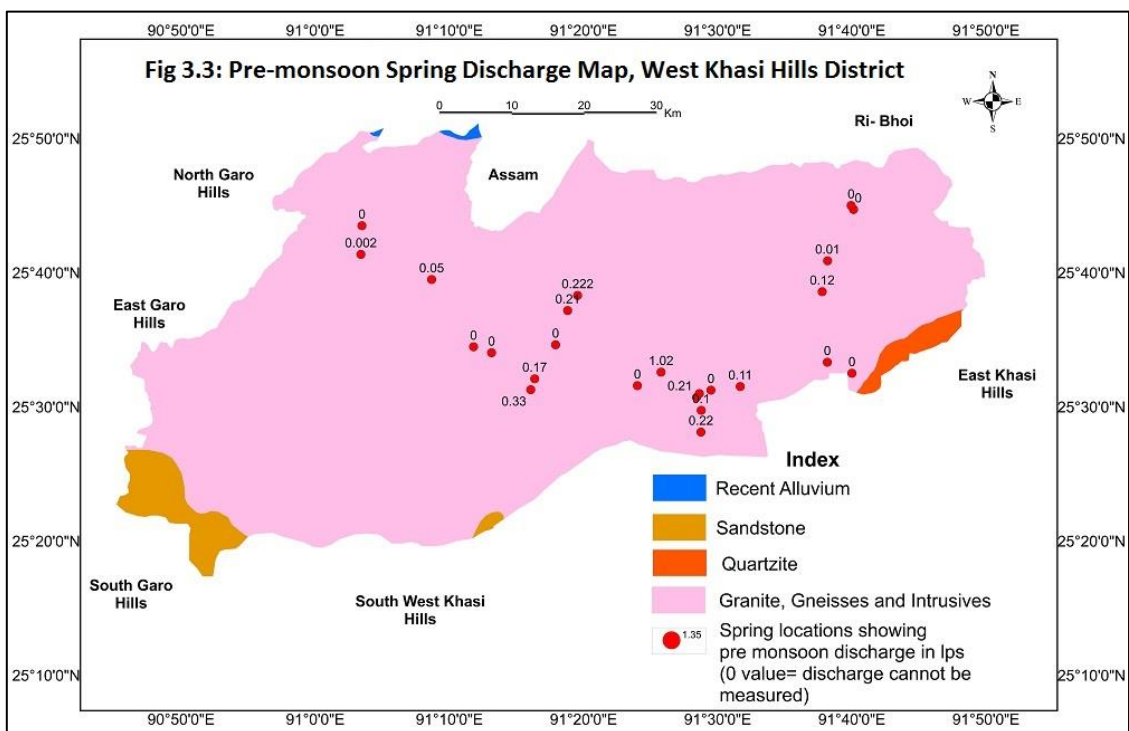 90°50'0"E 91°0'0"E 91°10'0"E 91°20'0"E 91°30'0"E 91°40'0"E 91°50'0"E
Fig 3.3: Pre-monsoon Spring Discharge Map, West Khasi Hills District
N
W E
S
0 10 20 30
Km
Ri- Bhoi
25°50'0"N 25°50'0"N
North Garo
Hills
Assam
0
0.002
0
0
25°40'0"N 25°40'0"N
0.05
0.01
0.222
0.21
0.12
East Garo
Hills
0
0
0
0.17
0.33
0
1.02
0.21
0
0.11
0.1
0.22
0
0
East Khasi
Hills
25°30'0"N 25°30'0"N
Index
Recent Alluvium
Sandstone
Quartzite
Granite, Gneisses and Intrusives
1.35
Spring locations showing
pre monsoon discharge in lps
(0 value= discharge cannot be
measured)
25°20'0"N 25°20'0"N
South Garo
Hills
South West Khasi
Hills
25°10'0"N 25°10'0"N
90°50'0"E 91°0'0"E 91°10'0"E 91°20'0"E 91°30'0"E 91°40'0"E 91°50'0"E